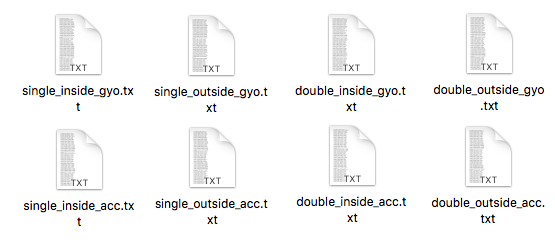 TXT TXT TXT TXT
single_inside_gyo.tx single_outside_gyo.t double_inside_gyo.t double_outside_gyo
t xt xt .txt
TXT TXT TXT TXT
single_inside_acc.tx single_outside_acc.t double_inside_acc.t double_outside_acc.
t xt xt txt